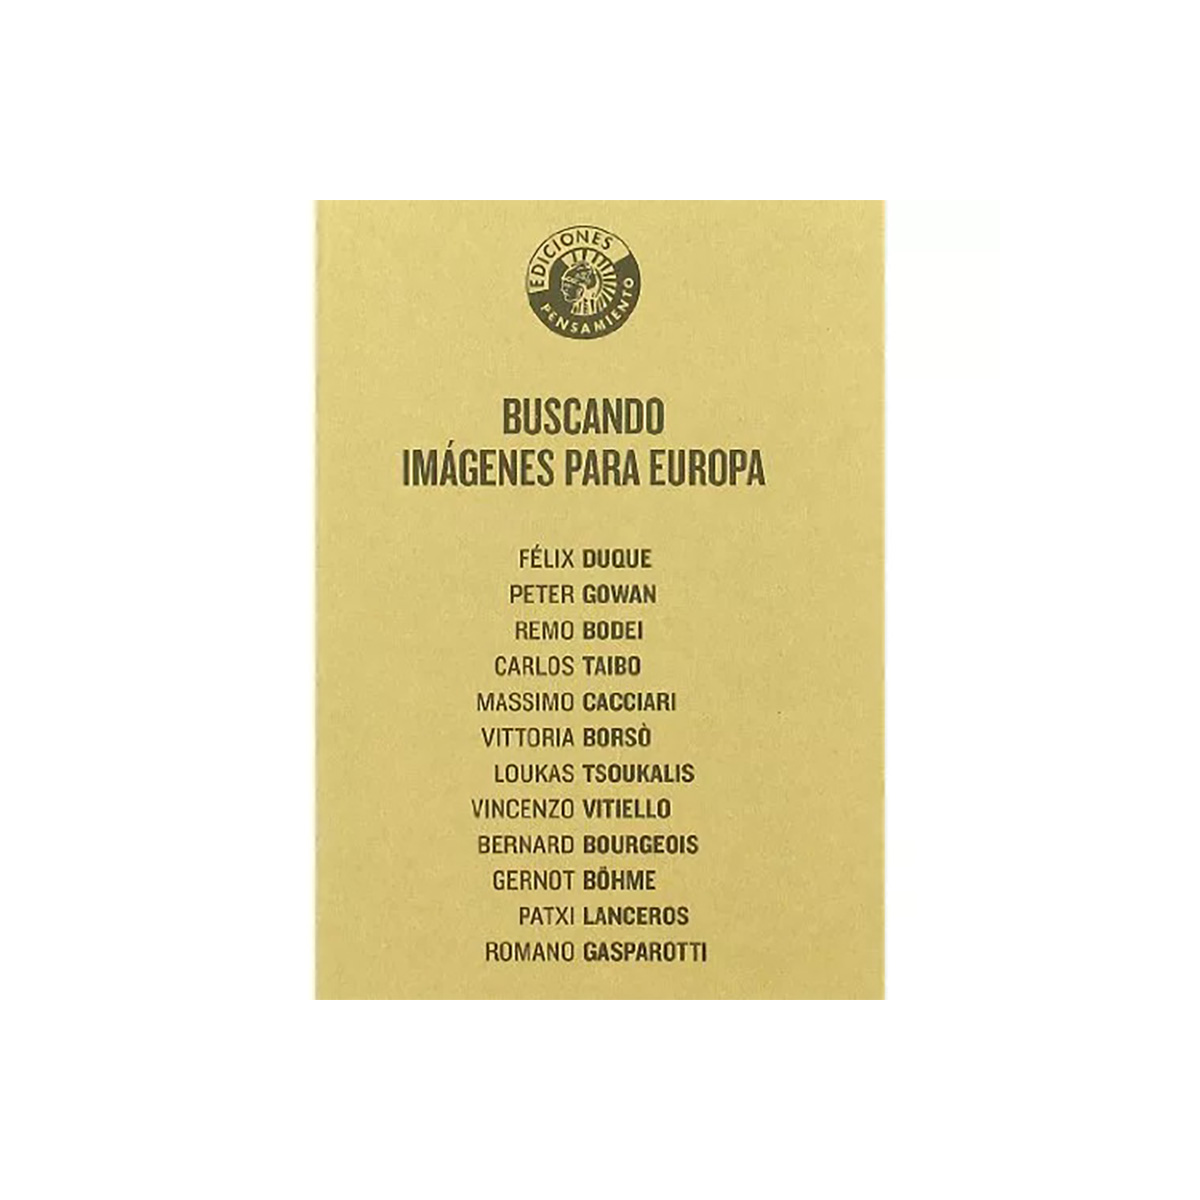 EDICIONES
PENSAMIENTO
BUSCANDO
IMÁGENES PARA EUROPA
FÉLIX DUQUE
PETER GOWAN
REMO BODEI
CARLOS TAIBO
MASSIMO CACCIARI
VITTORIA BORSÒ
LOUKAS TSOUKALIS
VINCENZO VITIELLO
BERNARD BOURGEOIS
GERNOT BÖHME
PATXI LANCEROS
ROMANO GASPAROTTI